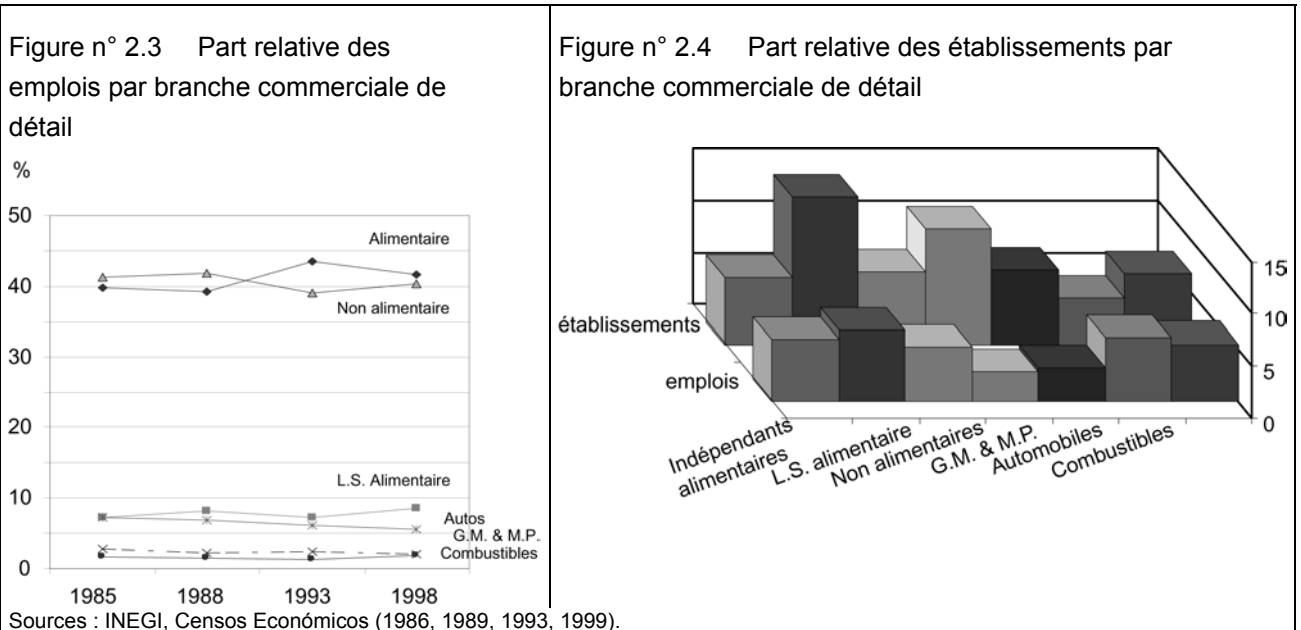 Figure n° 2.3 Part relative des
emplois par branche commerciale de
détail
%
50
40
30
20
10
0
Alimentaire
Non alimentaire
L.S. Alimentaire
Autos
G.M. & M.P.
Combustibles
1985 1988 1993 1998
Figure n° 2.4 Part relative des établissements par
branche commerciale de détail
15
10
5
0
établissements
emplois
Indépendants
alimentaires
L.S. alimentaire
Non alimentaires
G.M. & M.P.
Automobiles
Combustibles
Sources : INEGI, Censos Económicos (1986, 1989, 1993, 1999).